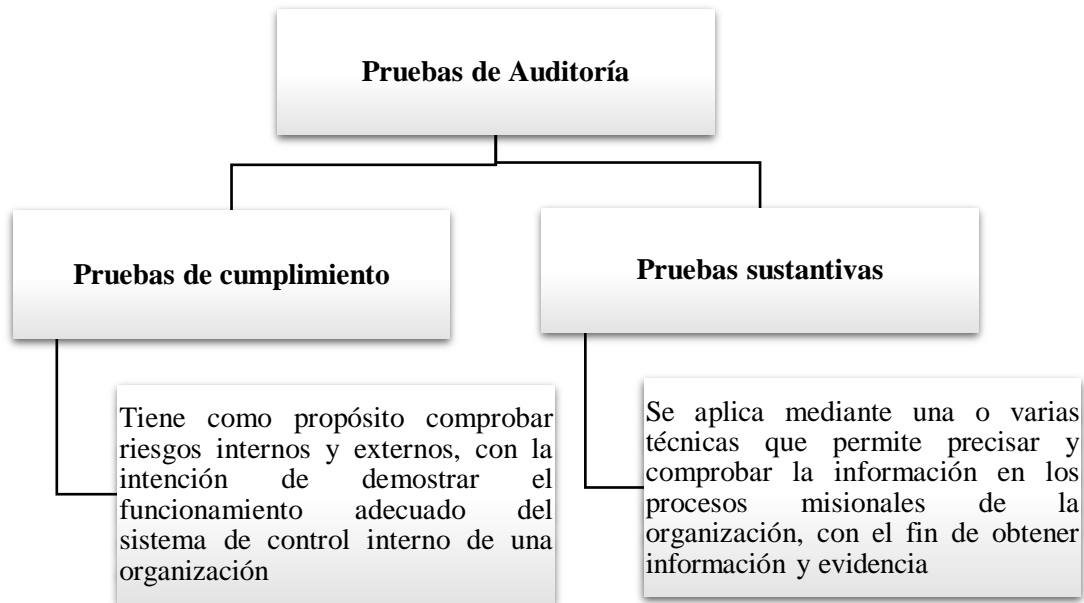 Pruebas de Auditoría
Pruebas de cumplimiento
Tiene como propósito comprobar
riesgos internos y externos, con la
intención de demostrar el
funcionamiento adecuado del
sistema de control interno de una
organización
Pruebas sustantivas
Se aplica mediante una o varias
técnicas que permite precisar y
comprobar la información en los
procesos misionales de la
organización, con el fin de obtener
información y evidencia